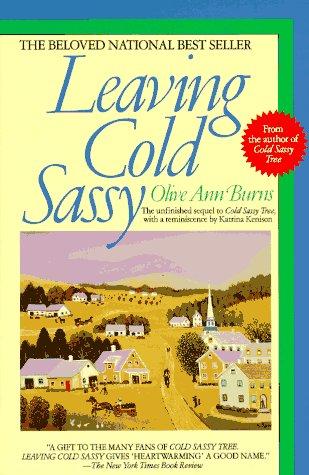 THE BELOVED NATIONAL BEST SELLER
Leaving
Cold
Sassy
From
the author of
Cold Sassy
Tree
Olive Ann Burns
The unfinished sequel to Cold Sassy Tree,
with a reminiscence by Katrina Kenison
"A GIFT TO THE MANY FANS OF COLD SASSY TREE.
LEAVING COLD SASSY GIVES 'HEARTWARMING' A GOOD NAME."
—The New York Times Book Review